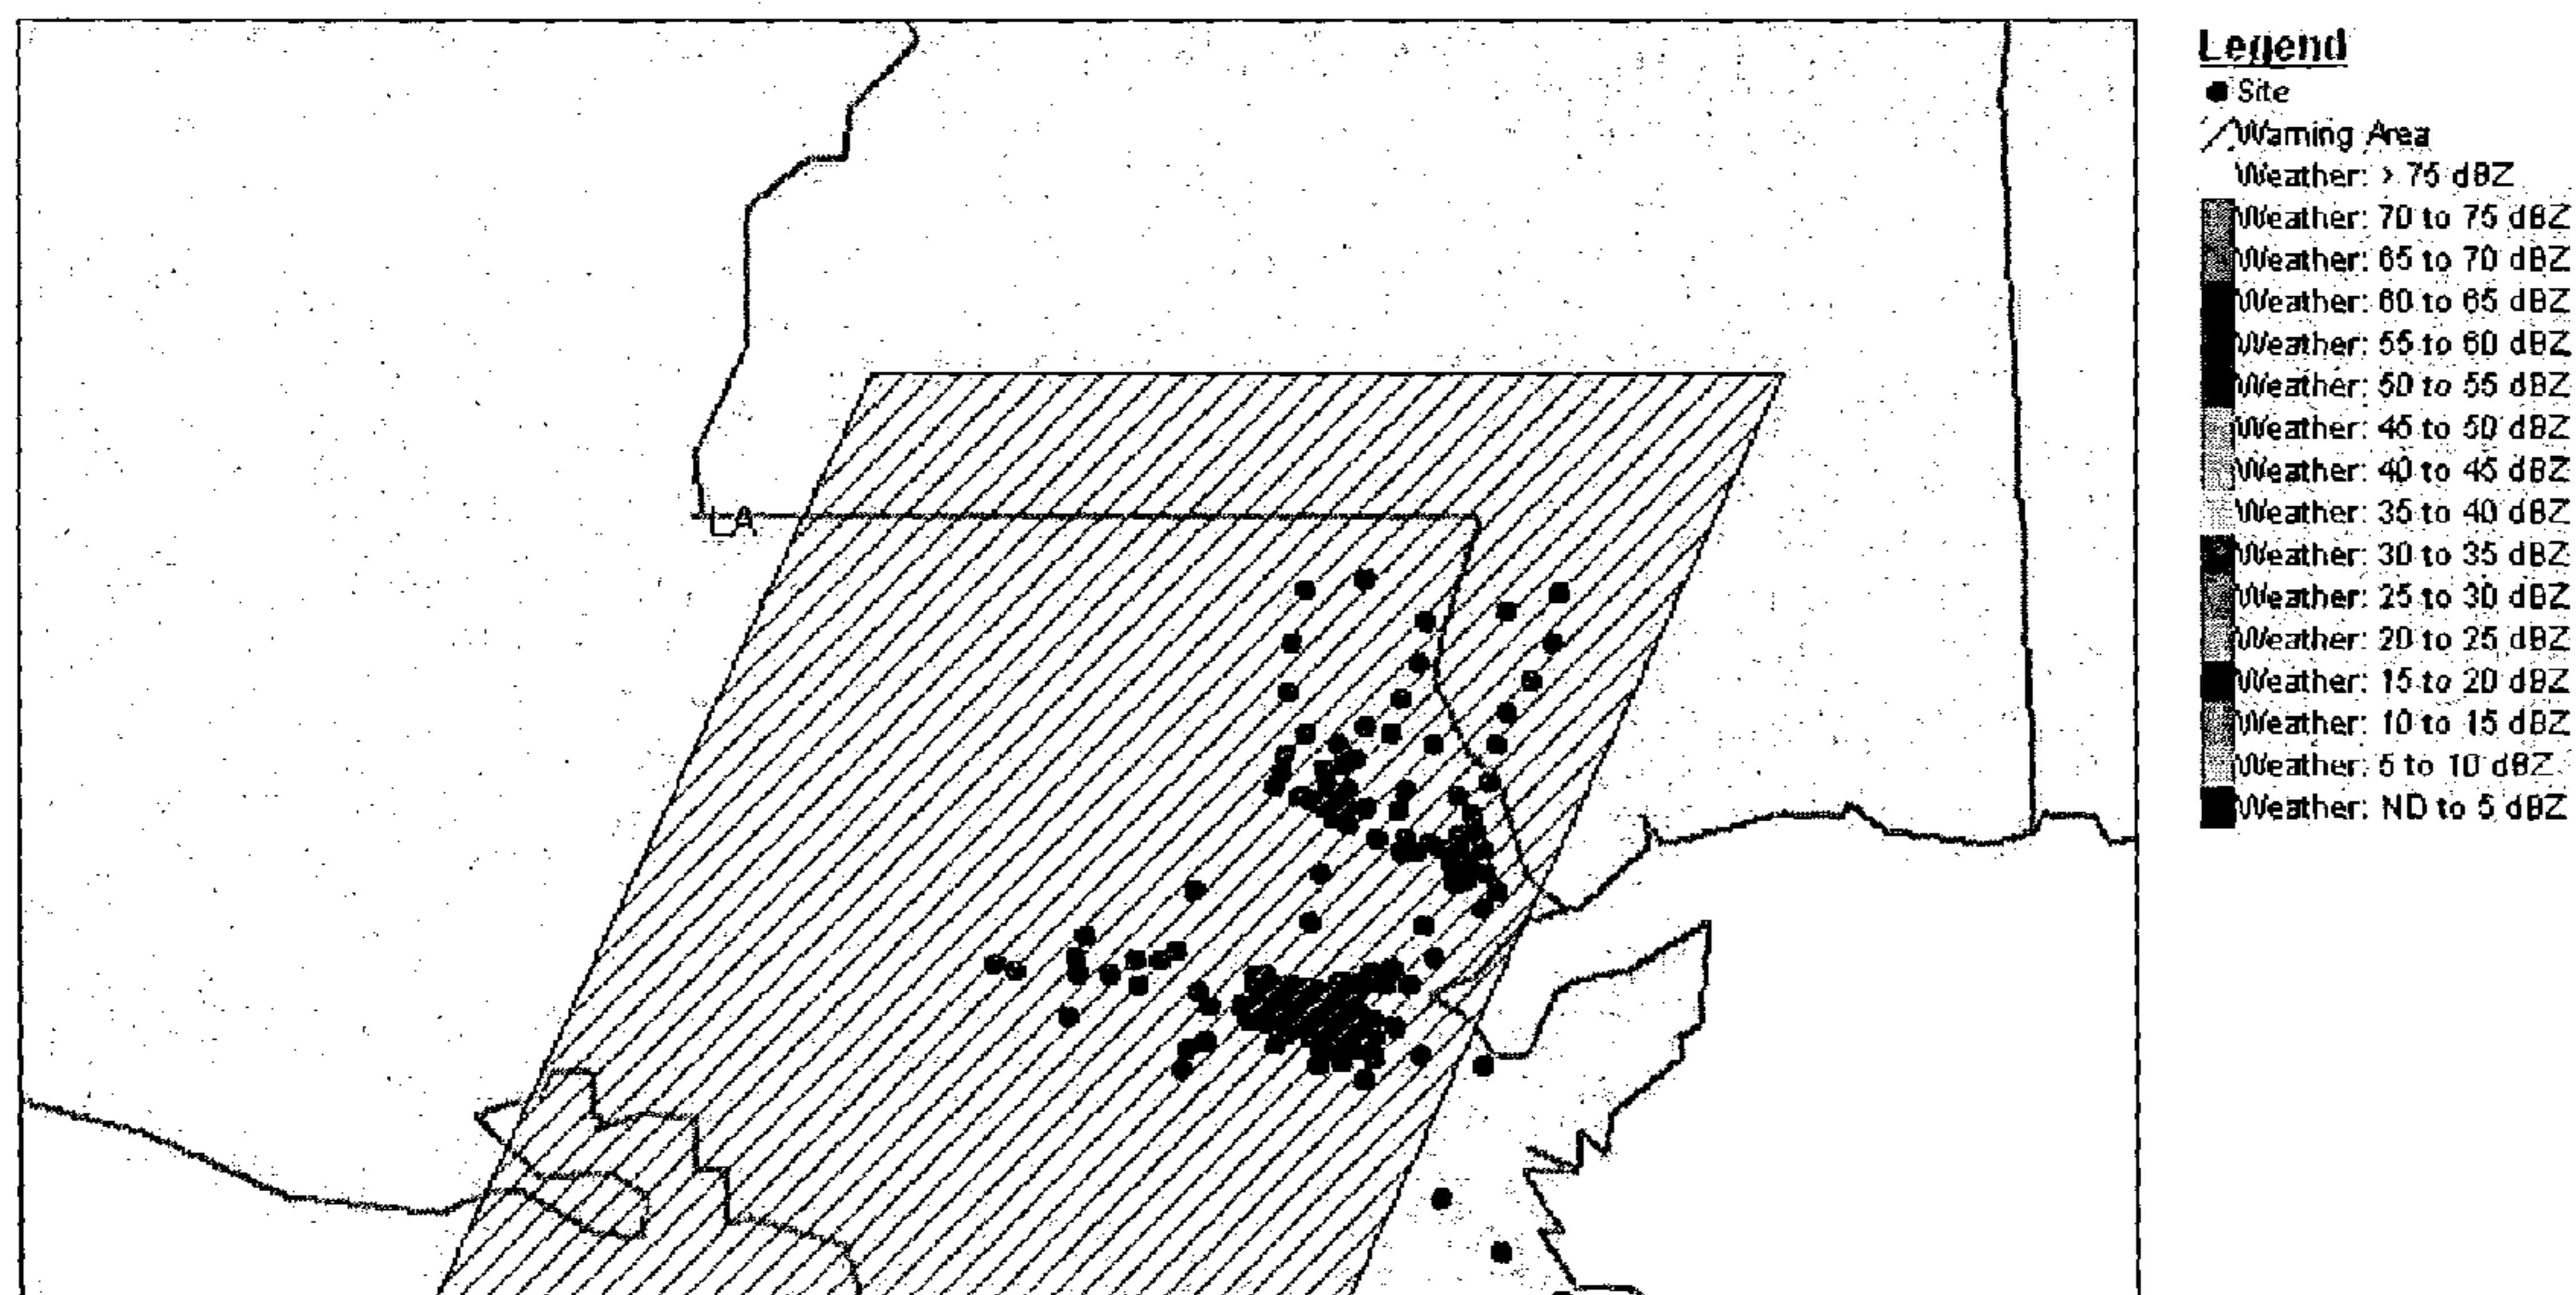 LA
Legend
Site
Warning Area
Weather: > 75 dBZ
Weather: 70 to 75 dBZ
Weather: 65 to 70 dBZ
Weather: 60 to 65 dBZ
Weather: 55 to 60 dBZ
Weather: 50 to 55 dBZ
Weather: 45 to 50 dBZ
Weather: 40 to 45 dBZ
Weather: 35 to 40 dBZ
Weather: 30 to 35 dBZ
Weather: 25 to 30 dBZ
Weather: 20 to 25 dBZ
Weather: 15 to 20 dBZ
Weather: 10 to 15 dBZ
Weather: 5 to 10 dBZ
Weather: ND to 5 dBZ